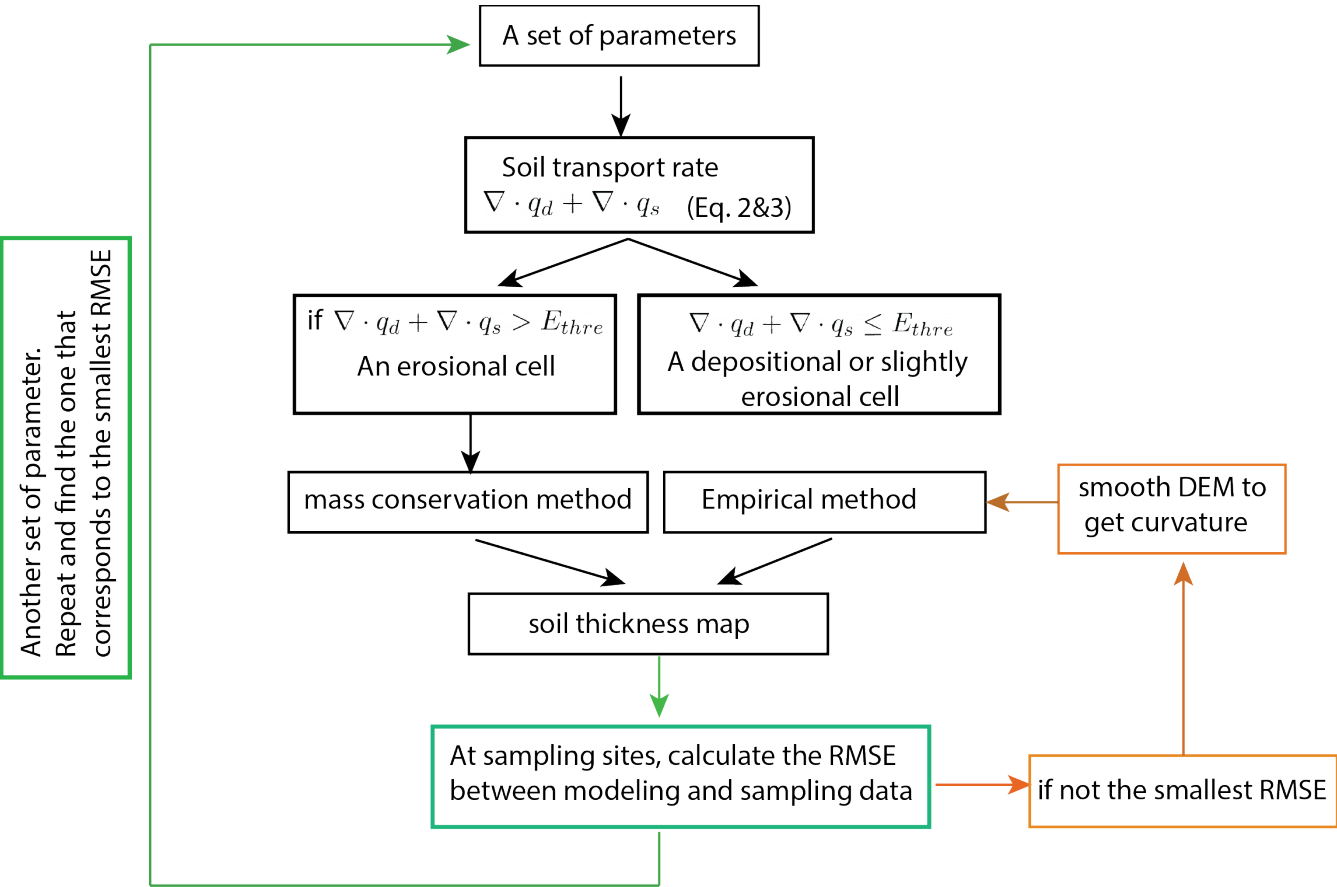 A set of parameters
Soil transport rate
∇ · q_d + ∇ · q_s (Eq. 2&3)
if ∇ · q_d + ∇ · q_s > E_thre
An erosional cell
∇ · q_d + ∇ · q_s ≤ E_thre
A depositional or slightly
erosional cell
mass conservation method
Empirical method
smooth DEM to
get curvature
soil thickness map
At sampling sites, calculate the RMSE
between modeling and sampling data
if not the smallest RMSE
Another set of parameter.
Repeat and find the one that
corresponds to the smallest RMSE